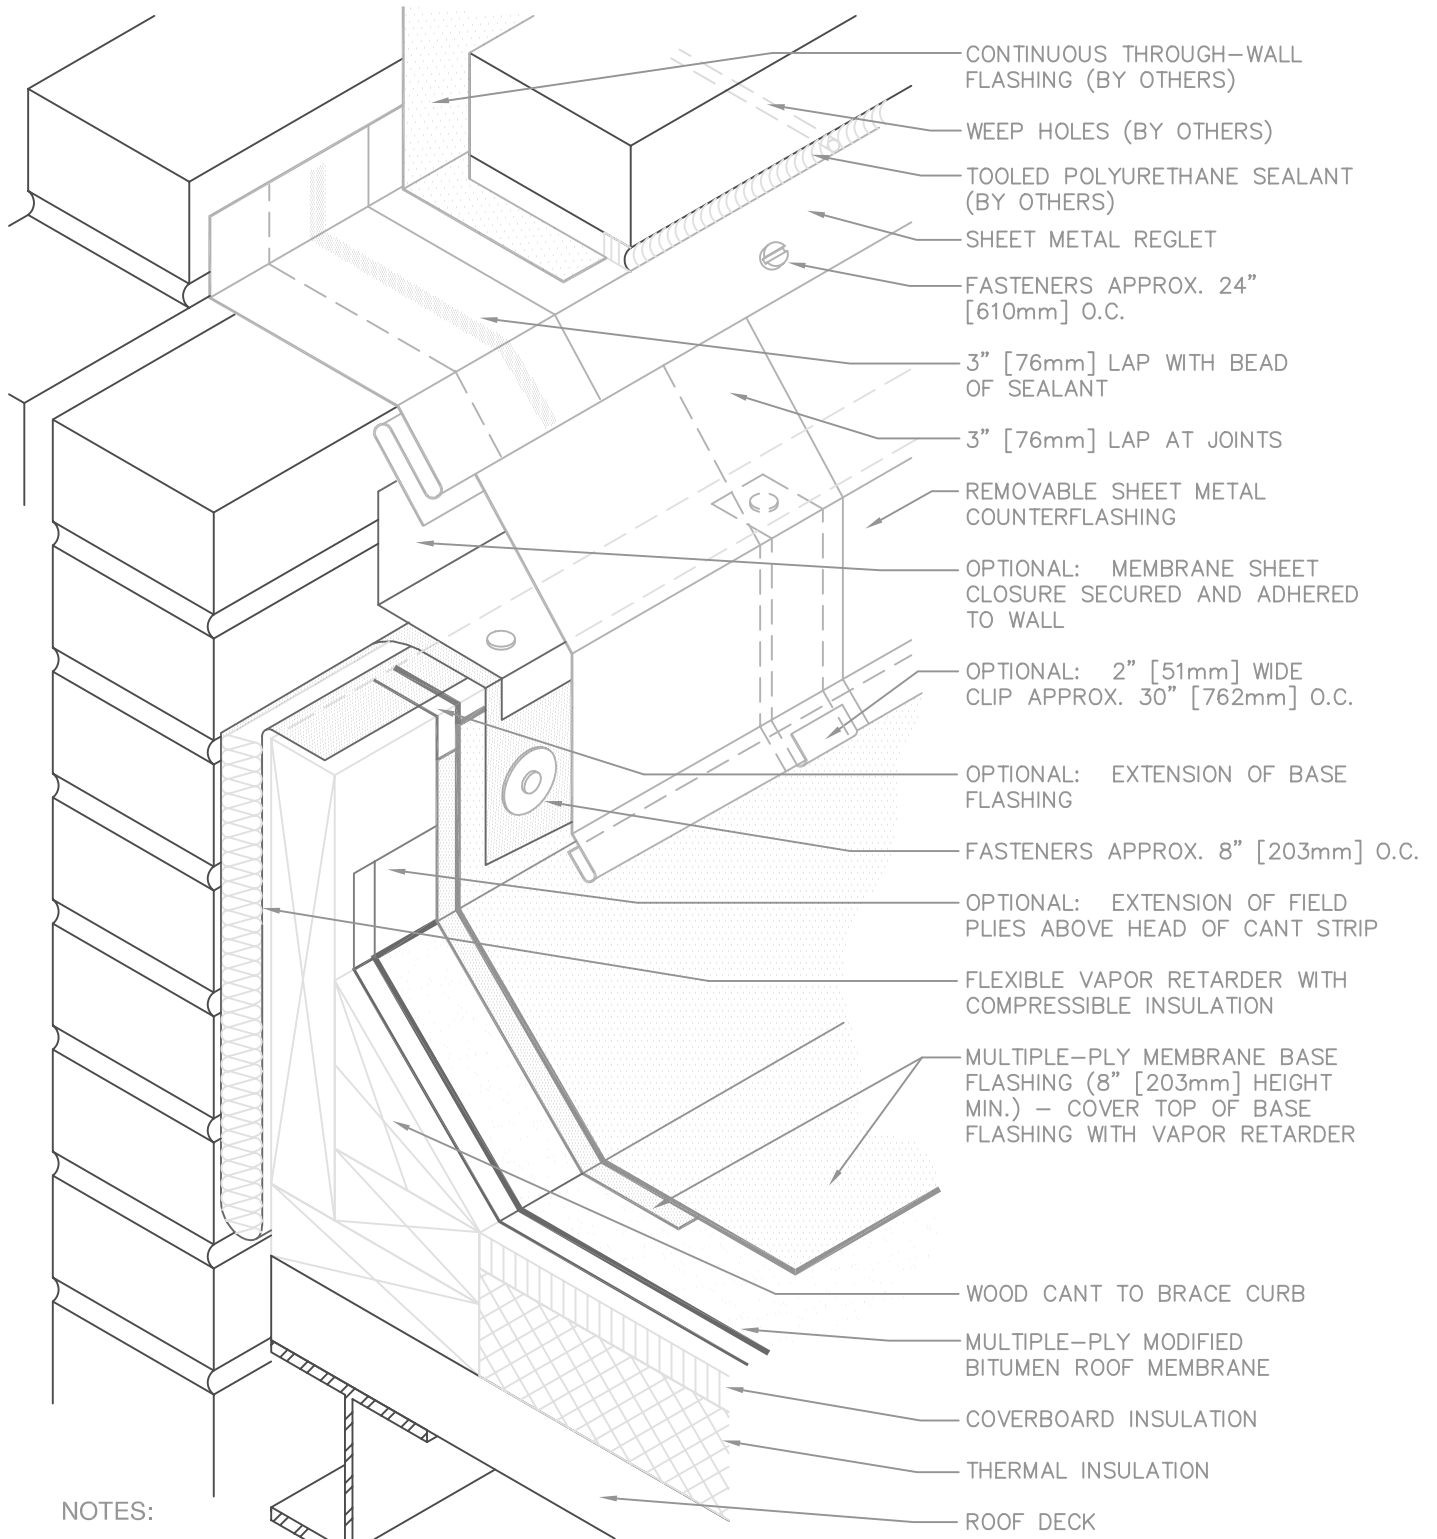 CONTINUOUS THROUGH-WALL
FLASHING (BY OTHERS)
WEEP HOLES (BY OTHERS)
TOOLED POLYURETHANE SEALANT
(BY OTHERS)
SHEET METAL REGLET
FASTENERS APPROX. 24”
[610mm] O.C.
3” [76mm] LAP WITH BEAD
OF SEALANT
3” [76mm] LAP AT JOINTS
REMOVABLE SHEET METAL
COUNTERFLASHING
OPTIONAL: MEMBRANE SHEET
CLOSURE SECURED AND ADHERED
TO WALL
OPTIONAL: 2” [51mm] WIDE
CLIP APPROX. 30” [762mm] O.C.
OPTIONAL: EXTENSION OF BASE
FLASHING
FASTENERS APPROX. 8” [203mm] O.C.
OPTIONAL: EXTENSION OF FIELD
PLIES ABOVE HEAD OF CANT STRIP
FLEXIBLE VAPOR RETARDER WITH
COMPRESSIBLE INSULATION
MULTIPLE-PLY MEMBRANE BASE
FLASHING (8” [203mm] HEIGHT
MIN.) – COVER TOP OF BASE
FLASHING WITH VAPOR RETARDER
WOOD CANT TO BRACE CURB
MULTIPLE-PLY MODIFIED
BITUMEN ROOF MEMBRANE
COVERBOARD INSULATION
THERMAL INSULATION
ROOF DECK
NOTES: